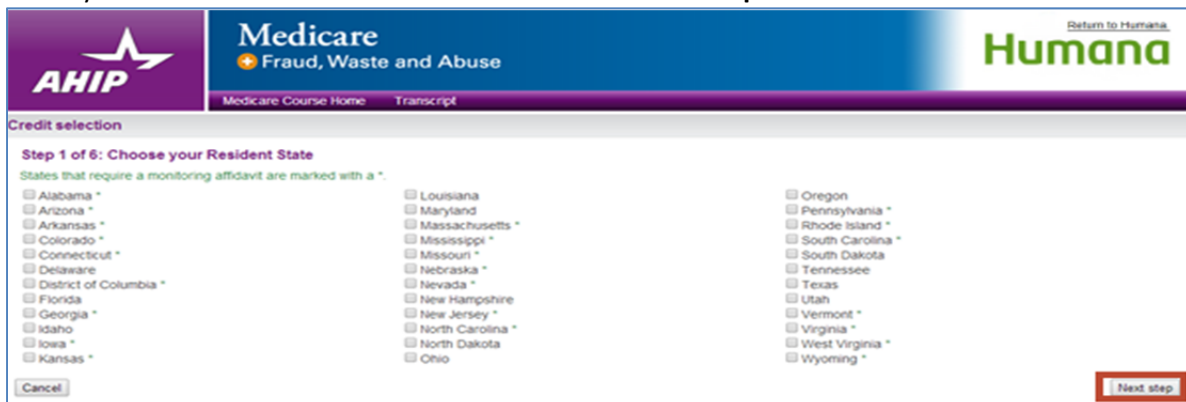 AHIP
Medicare
Fraud, Waste and Abuse
Return to Humana
Humana
Medicare Course Home Transcript
Credit selection
Step 1 of 6: Choose your Resident State
States that require a monitoring affidavit are marked with a *.
Alabama *
Arizona *
Arkansas *
Colorado *
Connecticut *
Delaware
District of Columbia *
Florida
Georgia *
Idaho
Iowa *
Kansas *
Louisiana
Maryland
Massachusetts *
Mississippi *
Missouri *
Nebraska *
Nevada *
New Hampshire
New Jersey *
North Carolina *
North Dakota
Ohio
Oregon
Pennsylvania *
Rhode Island *
South Carolina *
South Dakota
Tennessee
Texas
Utah
Vermont *
Virginia *
West Virginia *
Wyoming *
Cancel
Next step